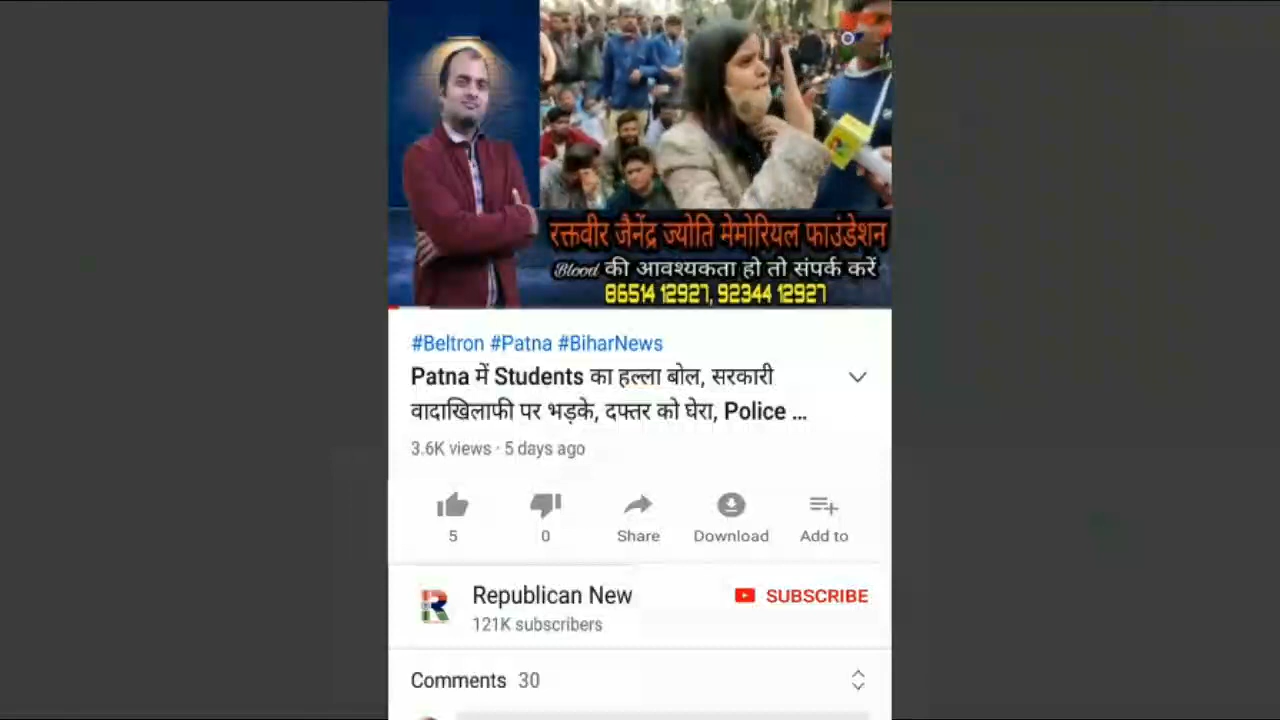 रक्तवीर जैनेंद्र ज्योति मेमोरियल फाउंडेशन
Blood की आवश्यकता हो तो संपर्क करें
86514 12927, 92344 12927
#Beltron #Patna #BiharNews
Patna में Students का हल्ला बोल, सरकारी
वादाखिलाफी पर भड़के, दफ्तर को घेरा, Police ...
3.6K views · 5 days ago
5 0 Share Download Add to
Republican New SUBSCRIBE
121K subscribers
Comments 30